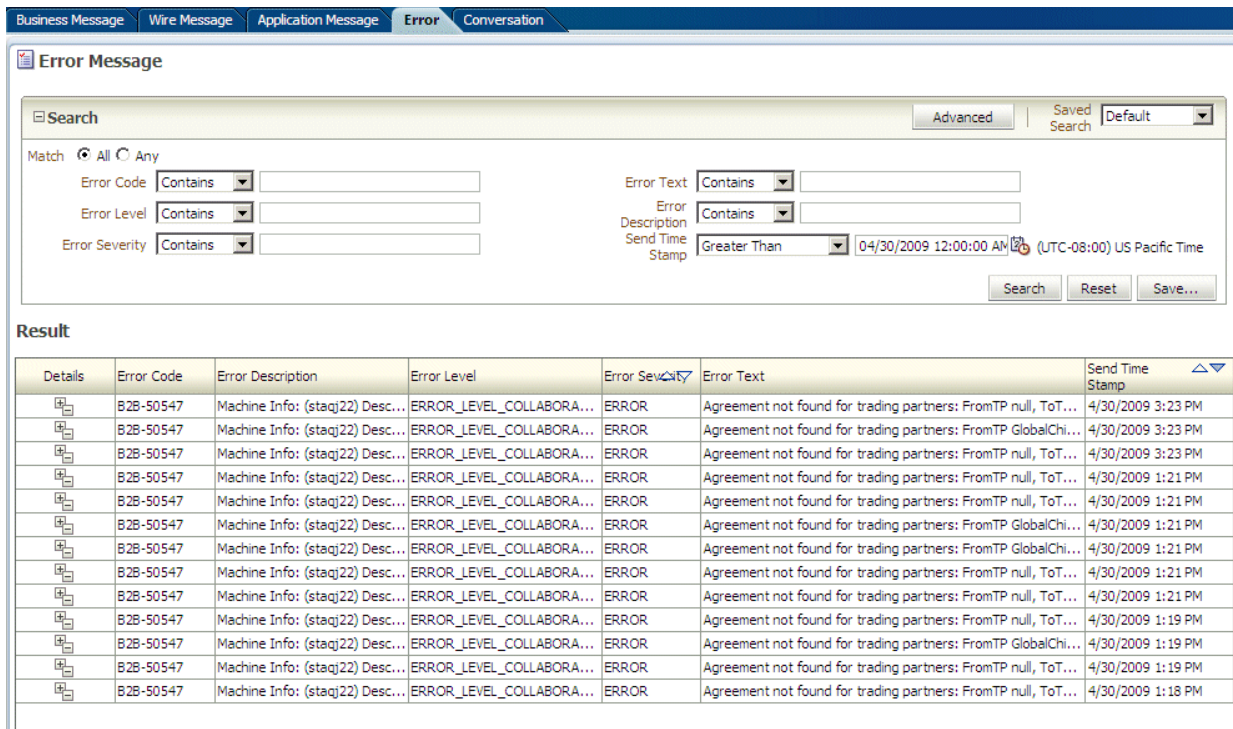 Business Message Wire Message Application Message Error Conversation
Error Message
Search Advanced Saved Search Default
Match All Any
Error Code Contains Error Text Contains
Error Level Contains Error Description Contains
Error Severity Contains Send Time Stamp Greater Than 04/30/2009 12:00:00 AM (UTC-08:00) US Pacific Time
Search Reset Save...
Result
Details Error Code Error Description Error Level Error Severity Error Text Send Time Stamp
B2B-50547 Machine Info: (staqj22) Desc... ERROR_LEVEL_COLLABORA... ERROR Agreement not found for trading partners: FromTP null, ToT... 4/30/2009 3:23 PM
B2B-50547 Machine Info: (staqj22) Desc... ERROR_LEVEL_COLLABORA... ERROR Agreement not found for trading partners: FromTP GlobalChi... 4/30/2009 3:23 PM
B2B-50547 Machine Info: (staqj22) Desc... ERROR_LEVEL_COLLABORA... ERROR Agreement not found for trading partners: FromTP null, ToT... 4/30/2009 3:23 PM
B2B-50547 Machine Info: (staqj22) Desc... ERROR_LEVEL_COLLABORA... ERROR Agreement not found for trading partners: FromTP null, ToT... 4/30/2009 1:21 PM
B2B-50547 Machine Info: (staqj22) Desc... ERROR_LEVEL_COLLABORA... ERROR Agreement not found for trading partners: FromTP null, ToT... 4/30/2009 1:21 PM
B2B-50547 Machine Info: (staqj22) Desc... ERROR_LEVEL_COLLABORA... ERROR Agreement not found for trading partners: FromTP GlobalChi... 4/30/2009 1:21 PM
B2B-50547 Machine Info: (staqj22) Desc... ERROR_LEVEL_COLLABORA... ERROR Agreement not found for trading partners: FromTP GlobalChi... 4/30/2009 1:21 PM
B2B-50547 Machine Info: (staqj22) Desc... ERROR_LEVEL_COLLABORA... ERROR Agreement not found for trading partners: FromTP null, ToT... 4/30/2009 1:21 PM
B2B-50547 Machine Info: (staqj22) Desc... ERROR_LEVEL_COLLABORA... ERROR Agreement not found for trading partners: FromTP null, ToT... 4/30/2009 1:21 PM
B2B-50547 Machine Info: (staqj22) Desc... ERROR_LEVEL_COLLABORA... ERROR Agreement not found for trading partners: FromTP null, ToT... 4/30/2009 1:19 PM
B2B-50547 Machine Info: (staqj22) Desc... ERROR_LEVEL_COLLABORA... ERROR Agreement not found for trading partners: FromTP GlobalChi... 4/30/2009 1:19 PM
B2B-50547 Machine Info: (staqj22) Desc... ERROR_LEVEL_COLLABORA... ERROR Agreement not found for trading partners: FromTP null, ToT... 4/30/2009 1:19 PM
B2B-50547 Machine Info: (staqj22) Desc... ERROR_LEVEL_COLLABORA... ERROR Agreement not found for trading partners: FromTP null, ToT... 4/30/2009 1:18 PM